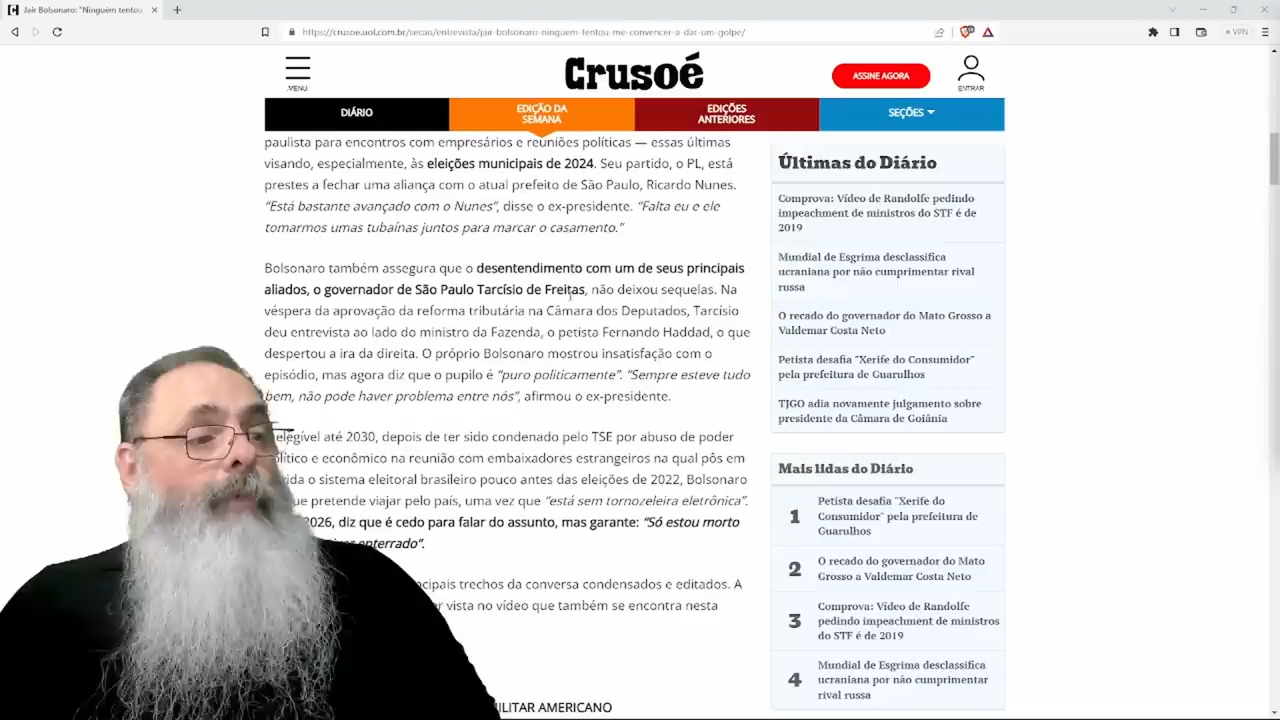 Jair Bolsonaro: "Ninguém tentou
https://crusoe.uol.com.br/secao/entrevista/jair-bolsonaro-ninguem-tentou-me-convencer-a-dar-um-golpe/
VPN
MENU
Crusoé
ASSINE AGORA
ENTRAR
DIÁRIO
EDIÇÃO DA
SEMANA
EDIÇÕES
ANTERIORES
SEÇÕES
paulista para encontros com empresários e reuniões políticas — essas últimas
visando, especialmente, às eleições municipais de 2024. Seu partido, o PL, está
prestes a fechar uma aliança com o atual prefeito de São Paulo, Ricardo Nunes.
“Está bastante avançado com o Nunes”, disse o ex-presidente. “Falta eu e ele
tomarmos umas tubaínas juntos para marcar o casamento.”
Bolsonaro também assegura que o desentendimento com um de seus principais
aliados, o governador de São Paulo Tarcísio de Freitas, não deixou sequelas. Na
véspera da aprovação da reforma tributária na Câmara dos Deputados, Tarcísio
deu entrevista ao lado do ministro da Fazenda, o petista Fernando Haddad, o que
despertou a ira da direita. O próprio Bolsonaro mostrou insatisfação com o
episódio, mas agora diz que o pupilo é “puro politicamente”. “Sempre esteve tudo
bem, não pode haver problema entre nós”, afirmou o ex-presidente.
elegível até 2030, depois de ter sido condenado pelo TSE por abuso de poder
lítico e econômico na reunião com embaixadores estrangeiros na qual pôs em
ida o sistema eleitoral brasileiro pouco antes das eleições de 2022, Bolsonaro
ue pretende viajar pelo país, uma vez que “está sem tornozeleira eletrônica”.
2026, diz que é cedo para falar do assunto, mas garante: “Só estou morto
enterrado”.
cipais trechos da conversa condensados e editados. A
r vista no vídeo que também se encontra nesta
ILITAR AMERICANO
Últimas do Diário
Comprova: Vídeo de Randolfe pedindo
impeachment de ministros do STF é de
2019
Mundial de Esgrima desclassifica
ucraniana por não cumprimentar rival
russa
O recado do governador do Mato Grosso a
Valdemar Costa Neto
Petista desafia "Xerife do Consumidor"
pela prefeitura de Guarulhos
TJGO adia novamente julgamento sobre
presidente da Câmara de Goiânia
Mais lidas do Diário
1 Petista desafia "Xerife do
Consumidor" pela prefeitura de
Guarulhos
2 O recado do governador do Mato
Grosso a Valdemar Costa Neto
3 Comprova: Vídeo de Randolfe
pedindo impeachment de ministros
do STF é de 2019
4 Mundial de Esgrima desclassifica
ucraniana por não cumprimentar
rival russa